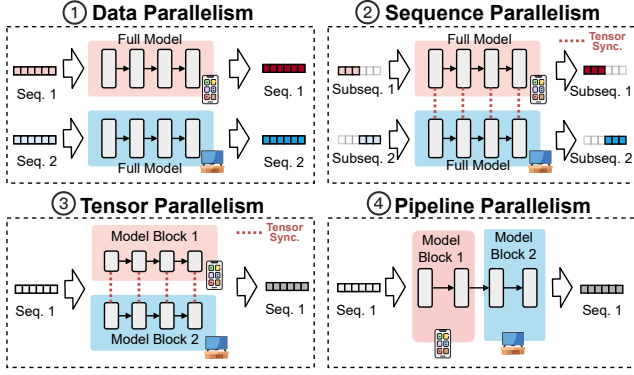 ① Data Parallelism
Full Model
Seq. 1
Seq. 1
Seq. 2
Full Model
Seq. 2
② Sequence Parallelism
Full Model
Tensor
Sync.
Subseq. 1
Subseq. 1
Subseq. 2
Full Model
Subseq. 2
③ Tensor Parallelism
Model Block 1
Tensor
Sync.
Seq. 1
Seq. 1
Model Block 2
④ Pipeline Parallelism
Model
Block 1
Model
Block 2
Seq. 1
Seq. 1